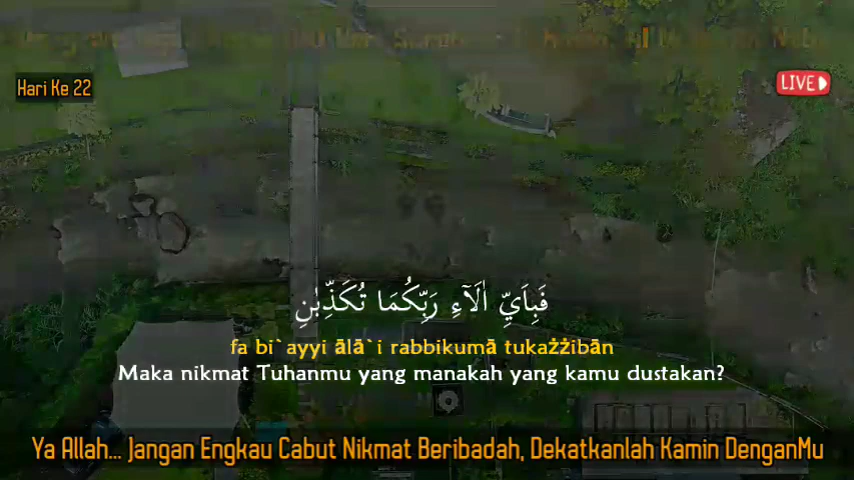 Hari Ke 22
LIVE
فَبِاَيِّ اٰلَاۤءِ رَبِّكُمَا تُكَذِّبٰنِ
fa bi`ayyi ālā`i rabbikumā tukażżibān
Maka nikmat Tuhanmu yang manakah yang kamu dustakan?
Ya Allah... Jangan Engkau Cabut Nikmat Beribadah, Dekatkanlah Kamin DenganMu